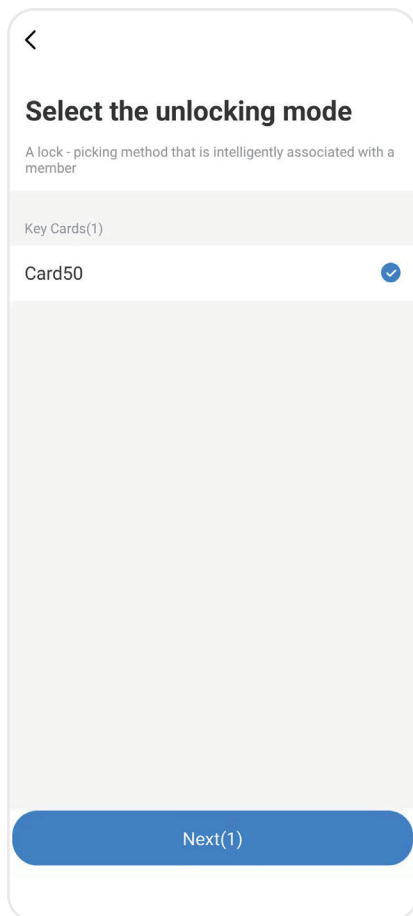 Select the unlocking mode
A lock - picking method that is intelligently associated with a
member
Key Cards(1)
Card50
Next(1)